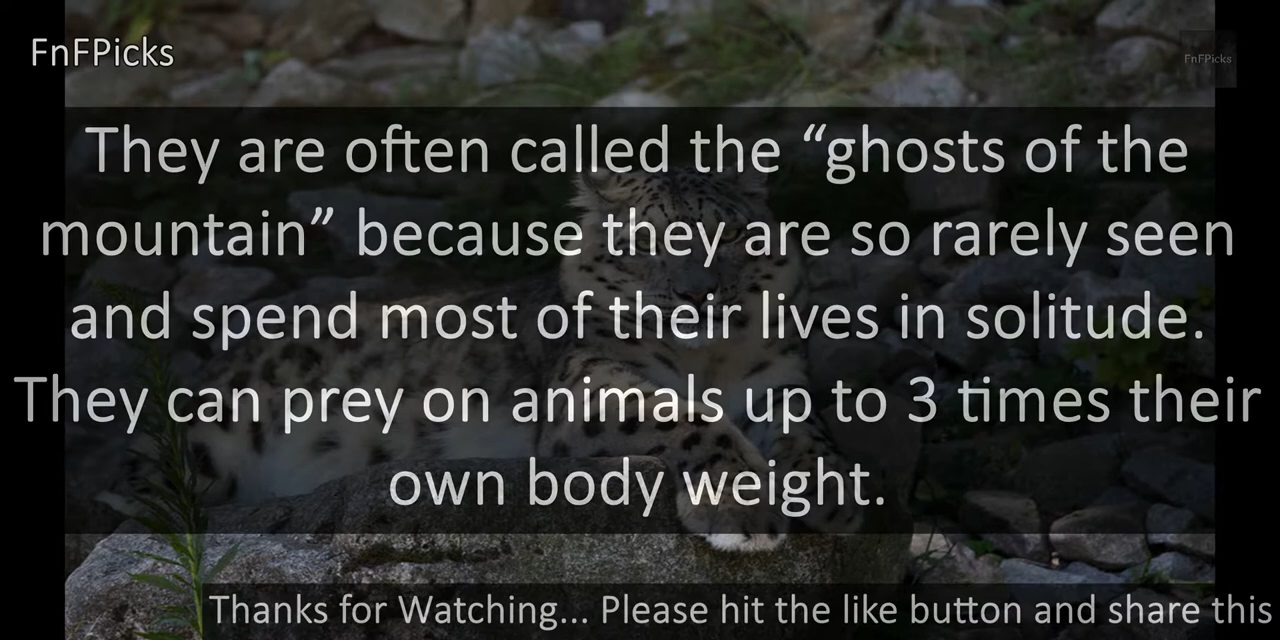 FnFPicks
FnFPicks
They are often called the “ghosts of the
mountain” because they are so rarely seen
and spend most of their lives in solitude.
They can prey on animals up to 3 times their
own body weight.
Thanks for Watching... Please hit the like button and share this